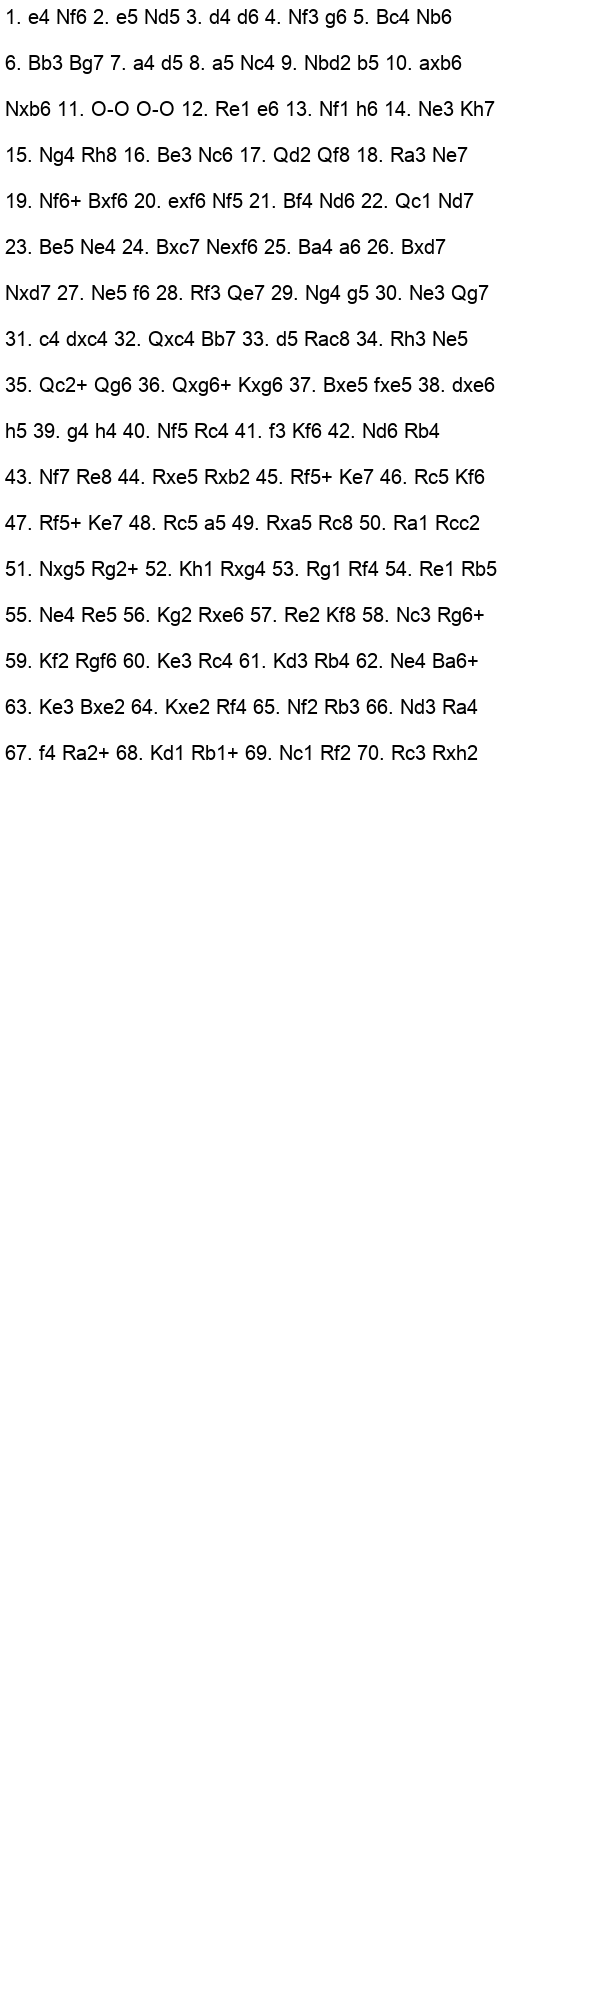 1. e4 Nf6 2. e5 Nd5 3. d4 d6 4. Nf3 g6 5. Bc4 Nb6
6. Bb3 Bg7 7. a4 d5 8. a5 Nc4 9. Nbd2 b5 10. axb6
Nxb6 11. O-O O-O 12. Re1 e6 13. Nf1 h6 14. Ne3 Kh7
15. Ng4 Rh8 16. Be3 Nc6 17. Qd2 Qf8 18. Ra3 Ne7
19. Nf6+ Bxf6 20. exf6 Nf5 21. Bf4 Nd6 22. Qc1 Nd7
23. Be5 Ne4 24. Bxc7 Nexf6 25. Ba4 a6 26. Bxd7
Nxd7 27. Ne5 f6 28. Rf3 Qe7 29. Ng4 g5 30. Ne3 Qg7
31. c4 dxc4 32. Qxc4 Bb7 33. d5 Rac8 34. Rh3 Ne5
35. Qc2+ Qg6 36. Qxg6+ Kxg6 37. Bxe5 fxe5 38. dxe6
h5 39. g4 h4 40. Nf5 Rc4 41. f3 Kf6 42. Nd6 Rb4
43. Nf7 Re8 44. Rxe5 Rxb2 45. Rf5+ Ke7 46. Rc5 Kf6
47. Rf5+ Ke7 48. Rc5 a5 49. Rxa5 Rc8 50. Ra1 Rcc2
51. Nxg5 Rg2+ 52. Kh1 Rxg4 53. Rg1 Rf4 54. Re1 Rb5
55. Ne4 Re5 56. Kg2 Rxe6 57. Re2 Kf8 58. Nc3 Rg6+
59. Kf2 Rgf6 60. Ke3 Rc4 61. Kd3 Rb4 62. Ne4 Ba6+
63. Ke3 Bxe2 64. Kxe2 Rf4 65. Nf2 Rb3 66. Nd3 Ra4
67. f4 Ra2+ 68. Kd1 Rb1+ 69. Nc1 Rf2 70. Rc3 Rxh2